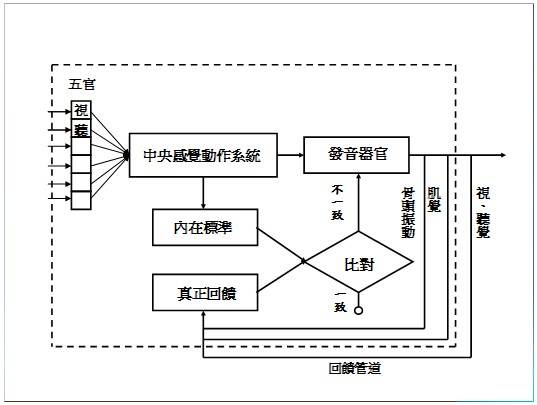 五官
視
聽
中央感覺動作系統
發音器官
內在標準
真正回饋
比對
不一致
一致
骨頭振動
肌覺
視，聽覺
回饋管道